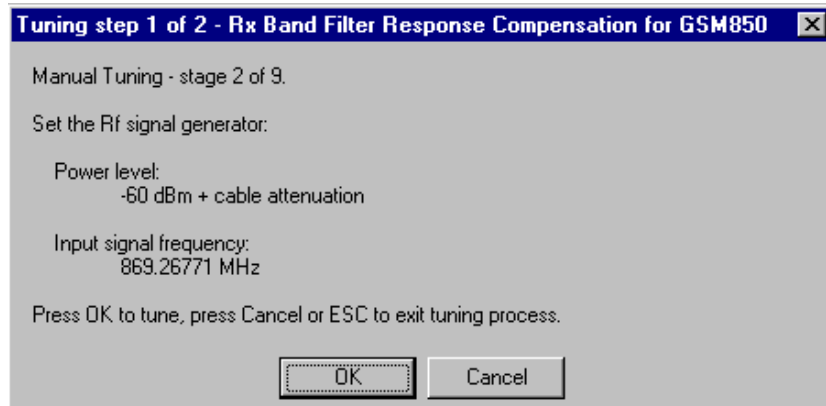 Tuning step 1 of 2 - Rx Band Filter Response Compensation for GSM850
Manual Tuning - stage 2 of 9.
Set the Rf signal generator:
Power level:
-60 dBm + cable attenuation
Input signal frequency:
869.26771 MHz
Press OK to tune, press Cancel or ESC to exit tuning process.
OK
Cancel